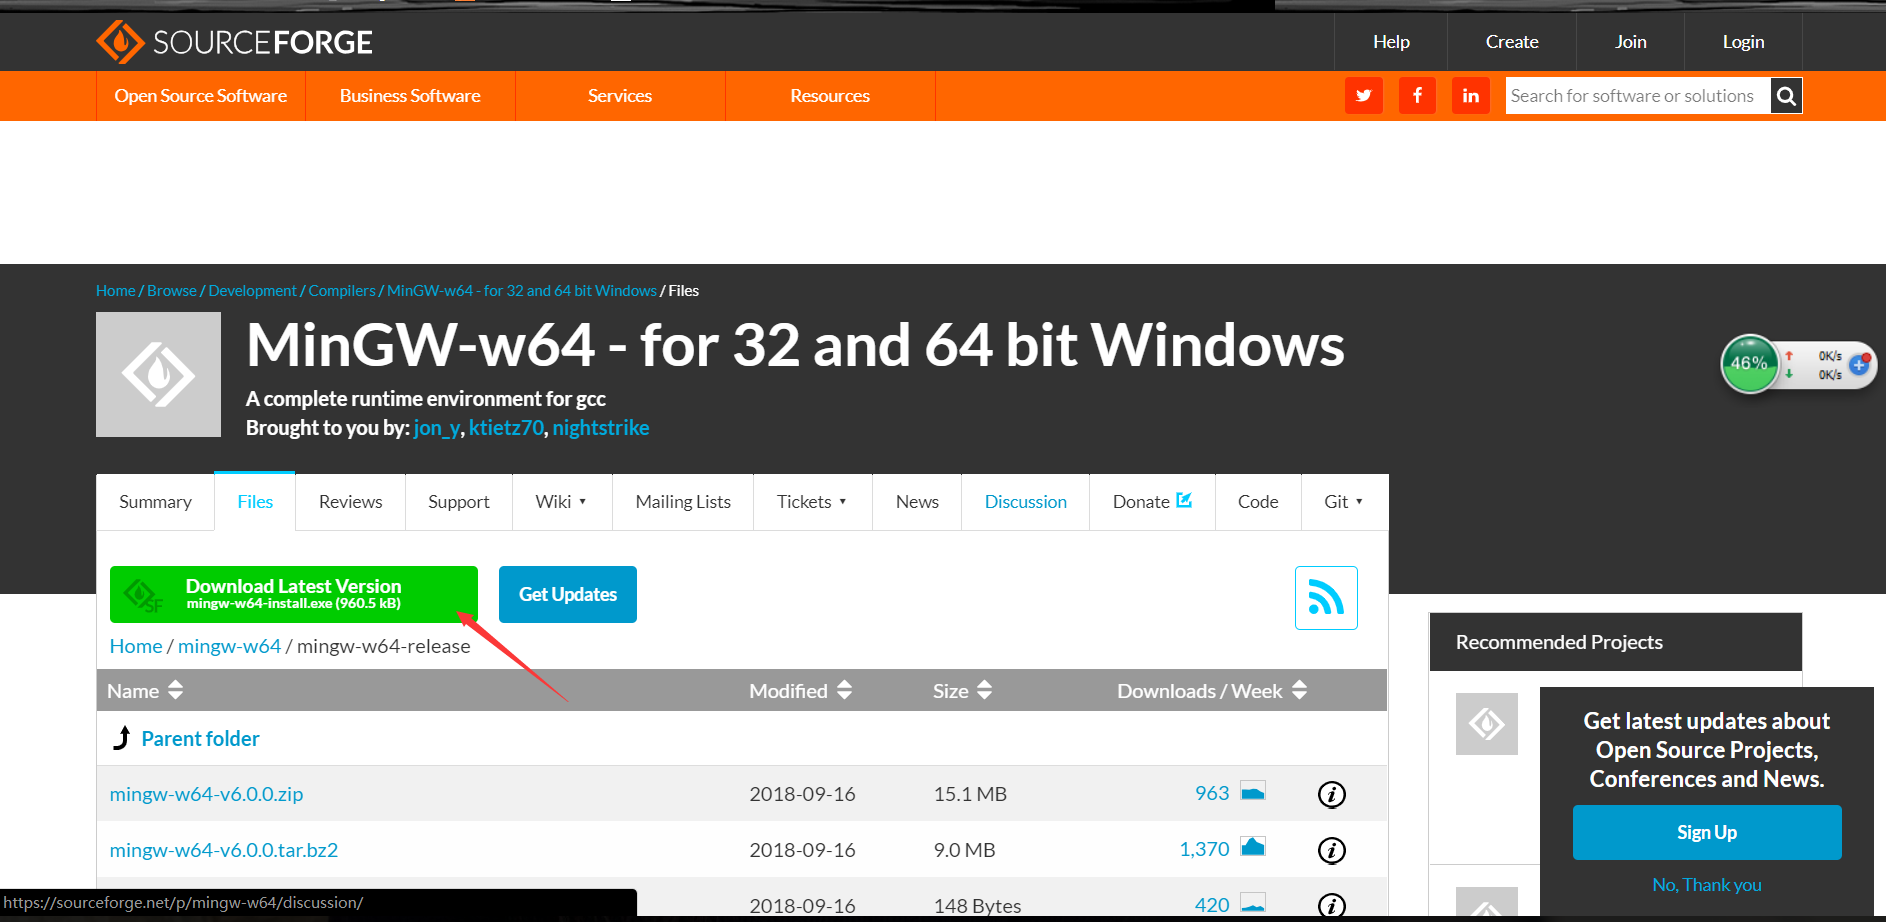 SOURCEFORGE
Help Create Join Login
Open Source Software Business Software Services Resources
Search for software or solutions
Home / Browse / Development / Compilers / MinGW-w64 - for 32 and 64 bit Windows / Files
MinGW-w64 - for 32 and 64 bit Windows
A complete runtime environment for gcc
Brought to you by: jon_y, ktietz70, nightstrike
46% 0K/s
0K/s
Summary Files Reviews Support Wiki Mailing Lists Tickets News Discussion Donate Code Git
Download Latest Version
mingw-w64-install.exe (960.5 kB)
SF
Get Updates
Home / mingw-w64 / mingw-w64-release
Name Modified Size Downloads / Week
Parent folder
mingw-w64-v6.0.0.zip 2018-09-16 15.1 MB 963
mingw-w64-v6.0.0.tar.bz2 2018-09-16 9.0 MB 1,370
2018-09-16 148 Bytes 420
Recommended Projects
Get latest updates about
Open Source Projects,
Conferences and News.
Sign Up
No, Thank you
https://sourceforge.net/p/mingw-w64/discussion/